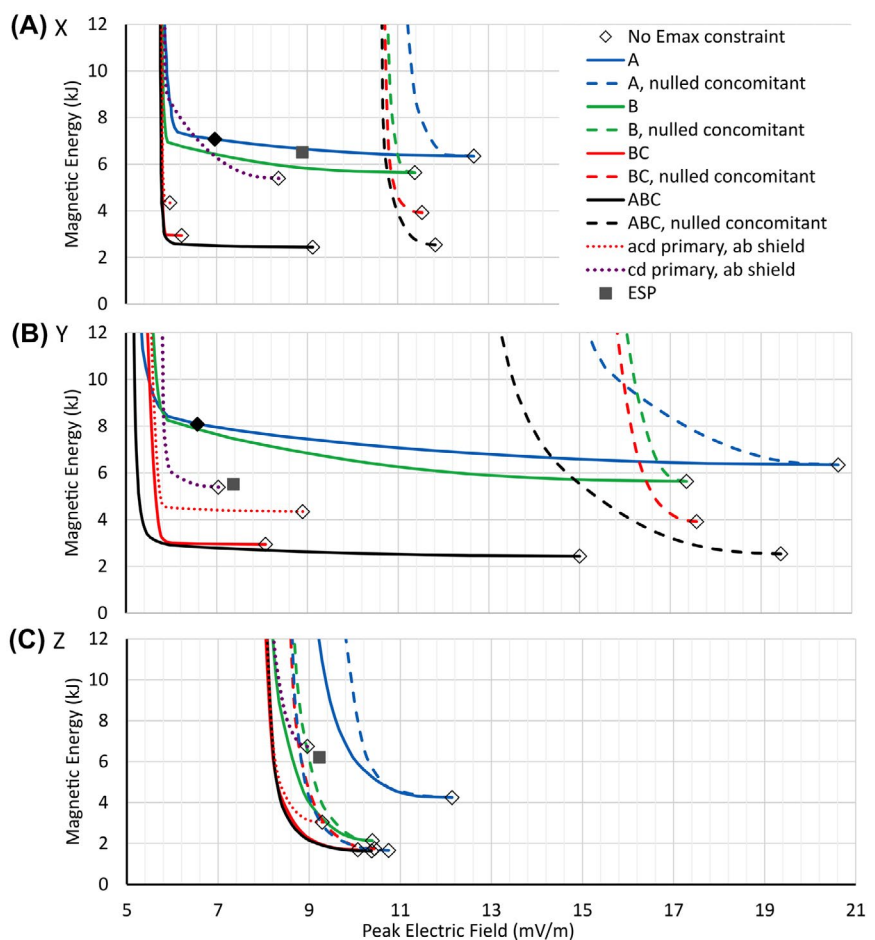 (A) X
Magnetic Energy (kJ)
12
10
8
6
4
2
0
No Emax constraint
A
A, nulled concomitant
B
B, nulled concomitant
BC
BC, nulled concomitant
ABC
ABC, nulled concomitant
acd primary, ab shield
cd primary, ab shield
ESP
(B) Y
Magnetic Energy (kJ)
12
10
8
6
4
2
0
(C) Z
Magnetic Energy (kJ)
12
10
8
6
4
2
0
5 7 9 11 13 15 17 19 21
Peak Electric Field (mV/m)